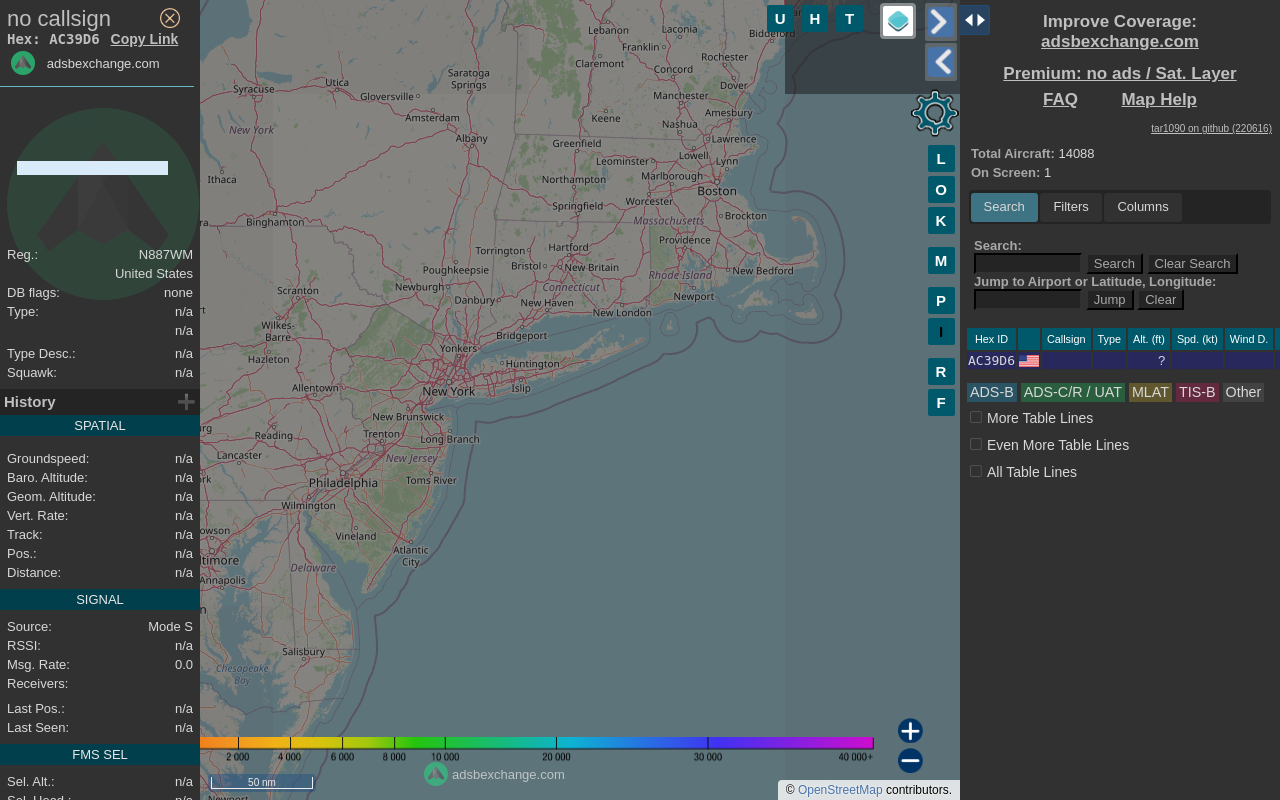 no callsign
Hex: AC39D6 Copy Link
adsbexchange.com
Reg.: N887WM
United States
DB flags: none
Type: n/a
n/a
Type Desc.: n/a
Squawk: n/a
History
SPATIAL
Groundspeed: n/a
Baro. Altitude: n/a
Geom. Altitude: n/a
Vert. Rate: n/a
Track: n/a
Pos.: n/a
Distance: n/a
SIGNAL
Source: Mode S
RSSI: n/a
Msg. Rate: 0.0
Receivers:
Last Pos.: n/a
Last Seen: n/a
FMS SEL
Sel. Alt.: n/a
U H T
Lebanon
Laconia
Franklin
Biddeford
Claremont
Rochester
Concord
Dover
Utica
Saratoga
Springs
Syracuse
Gloversville
Manchester
Keene
Amesbury
Amsterdam
Nashua
New York
Albany
Greenfield
Lawrence
Leominster
Lowell
Lynn
Ithaca
Northampton
Marlborough
Boston
Springfield
Worcester
Binghamton
Massachusetts
Brockton
Torrington
Hartford
Providence
Poughkeepsie
Bristol
New Britain
Rhode Island
New Bedford
Scranton
Newburgh
Connecticut
Danbury
New Haven
Newport
New London
Wilkes-
Barre
Bridgeport
Hazleton
Yonkers
Huntington
Allentown
New York
Islip
New Brunswick
Reading
Trenton
Long Branch
Lancaster
New Jersey
Philadelphia
Toms River
Wilmington
Vineland
Atlantic
City
Delaware
Annapolis
Salisbury
Chesapeake
Bay
Newport
L
O
K
M
P
I
R
F
2 000 4 000 6 000 8 000 10 000 20 000 30 000 40 000+
50 nm
adsbexchange.com
© OpenStreetMap contributors.
Improve Coverage:
adsbexchange.com
Premium: no ads / Sat. Layer
FAQ Map Help
tar1090 on github (220616)
Total Aircraft: 14088
On Screen: 1
Search Filters Columns
Search:
Search Clear Search
Jump to Airport or Latitude, Longitude:
Jump Clear
Hex ID Callsign Type Alt. (ft) Spd. (kt) Wind D.
AC39D6 ?
ADS-B ADS-C/R / UAT MLAT TIS-B Other
More Table Lines
Even More Table Lines
All Table Lines